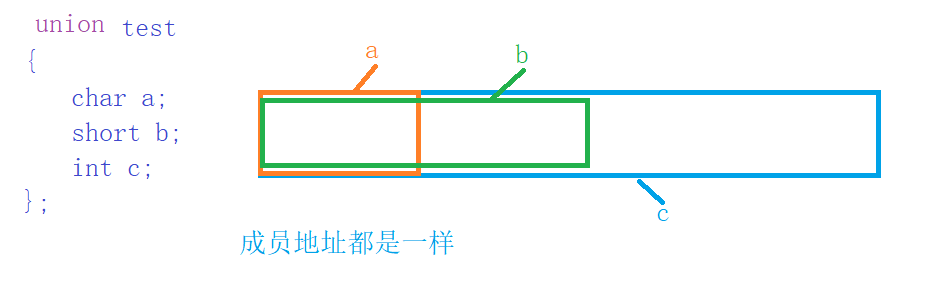 union test
{
char a;
short b;
int c;
};
a
b
c
成员地址都是一样